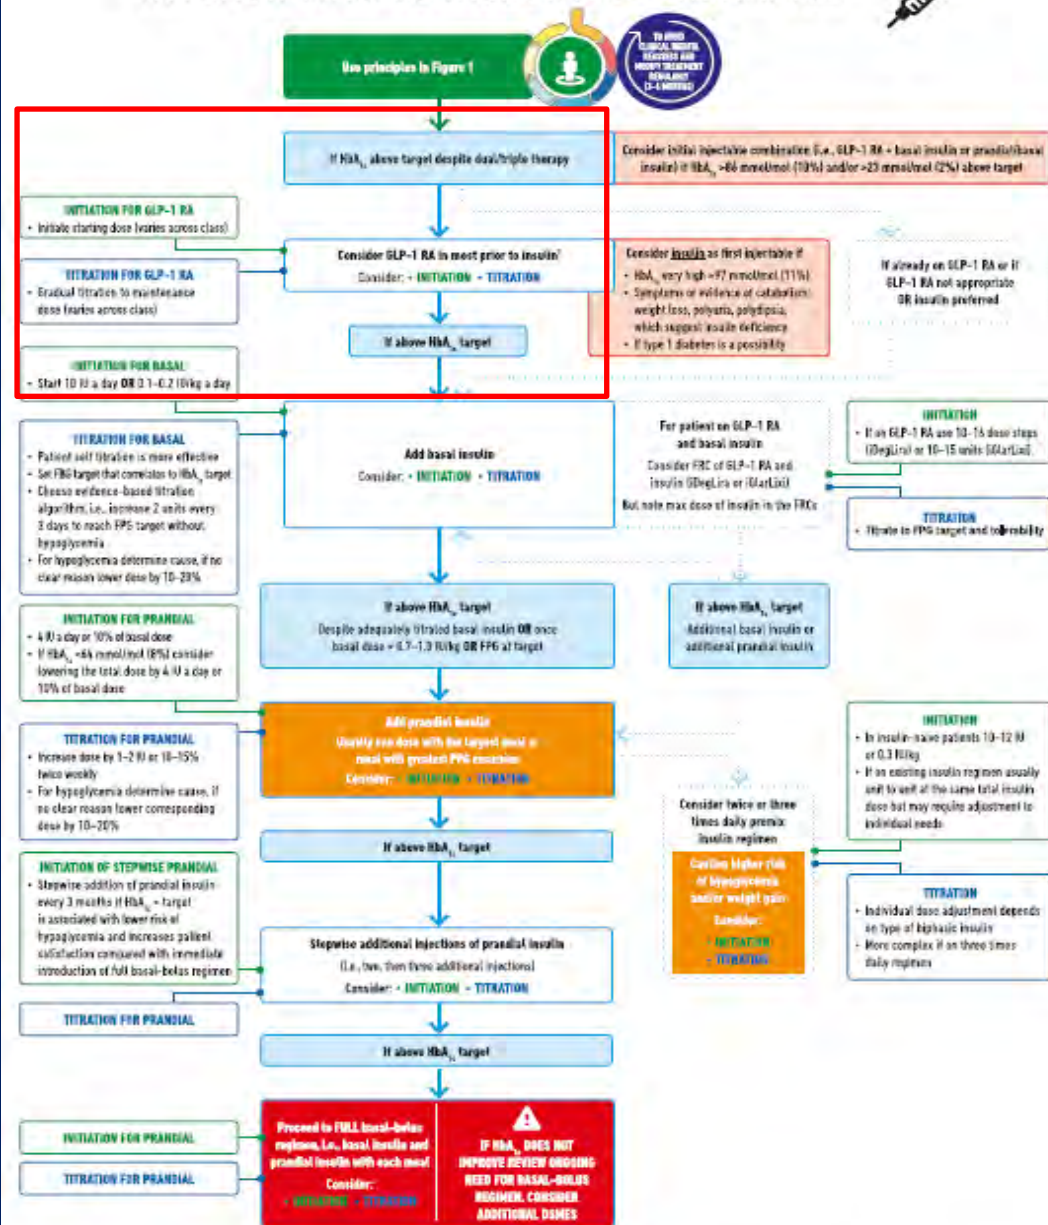 Use principles in Figure 1
TO AVOID
CLINICAL INERTIA
REASSESS AND
MODIFY TREATMENT
REGULARLY
(3–6 MONTHS)
If HbA1c above target despite dual/triple therapy
Consider initial injectable combination (i.e., GLP-1 RA + basal insulin or prandial/basal
insulin) if HbA1c >86 mmol/mol (10%) and/or >23 mmol/mol (2%) above target
INITIATION FOR GLP-1 RA
• Initiate starting dose (varies across class)
TITRATION FOR GLP-1 RA
• Gradual titration to maintenance
dose (varies across class)
Consider GLP-1 RA in most prior to insulin
Consider: • INITIATION • TITRATION
Consider insulin as first injectable if
• HbA1c very high >97 mmol/mol (11%)
• Symptoms or evidence of catabolism:
weight loss, polyuria, polydipsia,
which suggest insulin deficiency
• If type 1 diabetes is a possibility
If already on GLP-1 RA or if
GLP-1 RA not appropriate
OR insulin preferred
If above HbA1c target
INITIATION FOR BASAL
• Start 10 IU a day OR 0.1–0.2 IU/kg a day
TITRATION FOR BASAL
• Patient self titration is more effective
• Set FBG target that correlates to HbA1c target
• Choose evidence-based titration
algorithm, i.e., increase 2 units every
3 days to reach FPG target without
hypoglycemia
• For hypoglycemia determine cause, if no
clear reason lower dose by 10–20%
Add basal insulin
Consider: • INITIATION • TITRATION
For patient on GLP-1 RA
and basal insulin
Consider FRC of GLP-1 RA and
insulin (iDegLira or iGlarLixi)
But note max dose of insulin in the FRCs
INITIATION
• If on GLP-1 RA use 10–16 dose steps
(iDegLira) or 10–15 units (iGlarLixi)
TITRATION
• Titrate to FPG target and tolerability
If above HbA1c target
Despite adequately titrated basal insulin OR once
basal dose > 0.7–1.0 IU/kg OR FPG at target
If above HbA1c target
Additional basal insulin or
additional prandial insulin
INITIATION FOR PRANDIAL
• 4 IU a day or 10% of basal dose
• If HbA1c <64 mmol/mol (8%) consider
lowering the total dose by 4 IU a day or
10% of basal dose
TITRATION FOR PRANDIAL
• Increase dose by 1–2 IU or 10–15%
twice weekly
• For hypoglycemia determine cause, if
no clear reason lower corresponding
dose by 10–20%
Add prandial insulin
Usually one dose with the largest meal or
meal with greatest PPG excursion
Consider: • INITIATION • TITRATION
Consider twice or three
times daily premix
insulin regimen
Caution higher risk
of hypoglycemia
and/or weight gain
Consider:
• INITIATION
• TITRATION
INITIATION
• In insulin-naive patients 10–12 IU
or 0.3 IU/kg
• If on existing insulin regimen usually
unit to unit at the same total insulin
dose but may require adjustment to
individual needs
TITRATION
• Individual dose adjustment depends
on type of biphasic insulin
• More complex if on three times
daily regimen
If above HbA1c target
INITIATION OF STEPWISE PRANDIAL
• Stepwise addition of prandial insulin
every 3 months if HbA1c > target
is associated with lower risk of
hypoglycemia and increases patient
satisfaction compared with immediate
introduction of full basal-bolus regimen
TITRATION FOR PRANDIAL
Stepwise additional injections of prandial insulin
(i.e., two, then three additional injections)
Consider: • INITIATION • TITRATION
If above HbA1c target
INITIATION FOR PRANDIAL
TITRATION FOR PRANDIAL
Proceed to FULL basal-bolus
regimen, i.e., basal insulin and
prandial insulin with each meal
Consider:
• INITIATION • TITRATION
IF HbA1c DOES NOT
IMPROVE REVIEW ONGOING
NEED FOR BASAL-BOLUS
REGIMEN. CONSIDER
ADDITIONAL DSMES